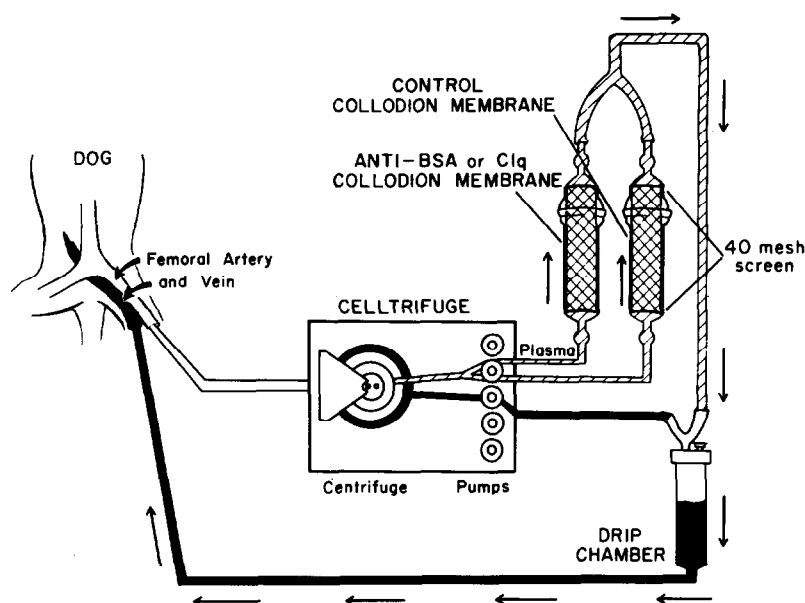 CONTROL
COLLODION MEMBRANE
DOG
ANTI-BSA or Clq
COLLODION MEMBRANE
Femoral Artery
and Vein
40 mesh
screen
CELLTRIFUGE
Plasma
Centrifuge
Pumps
DRIP
CHAMBER